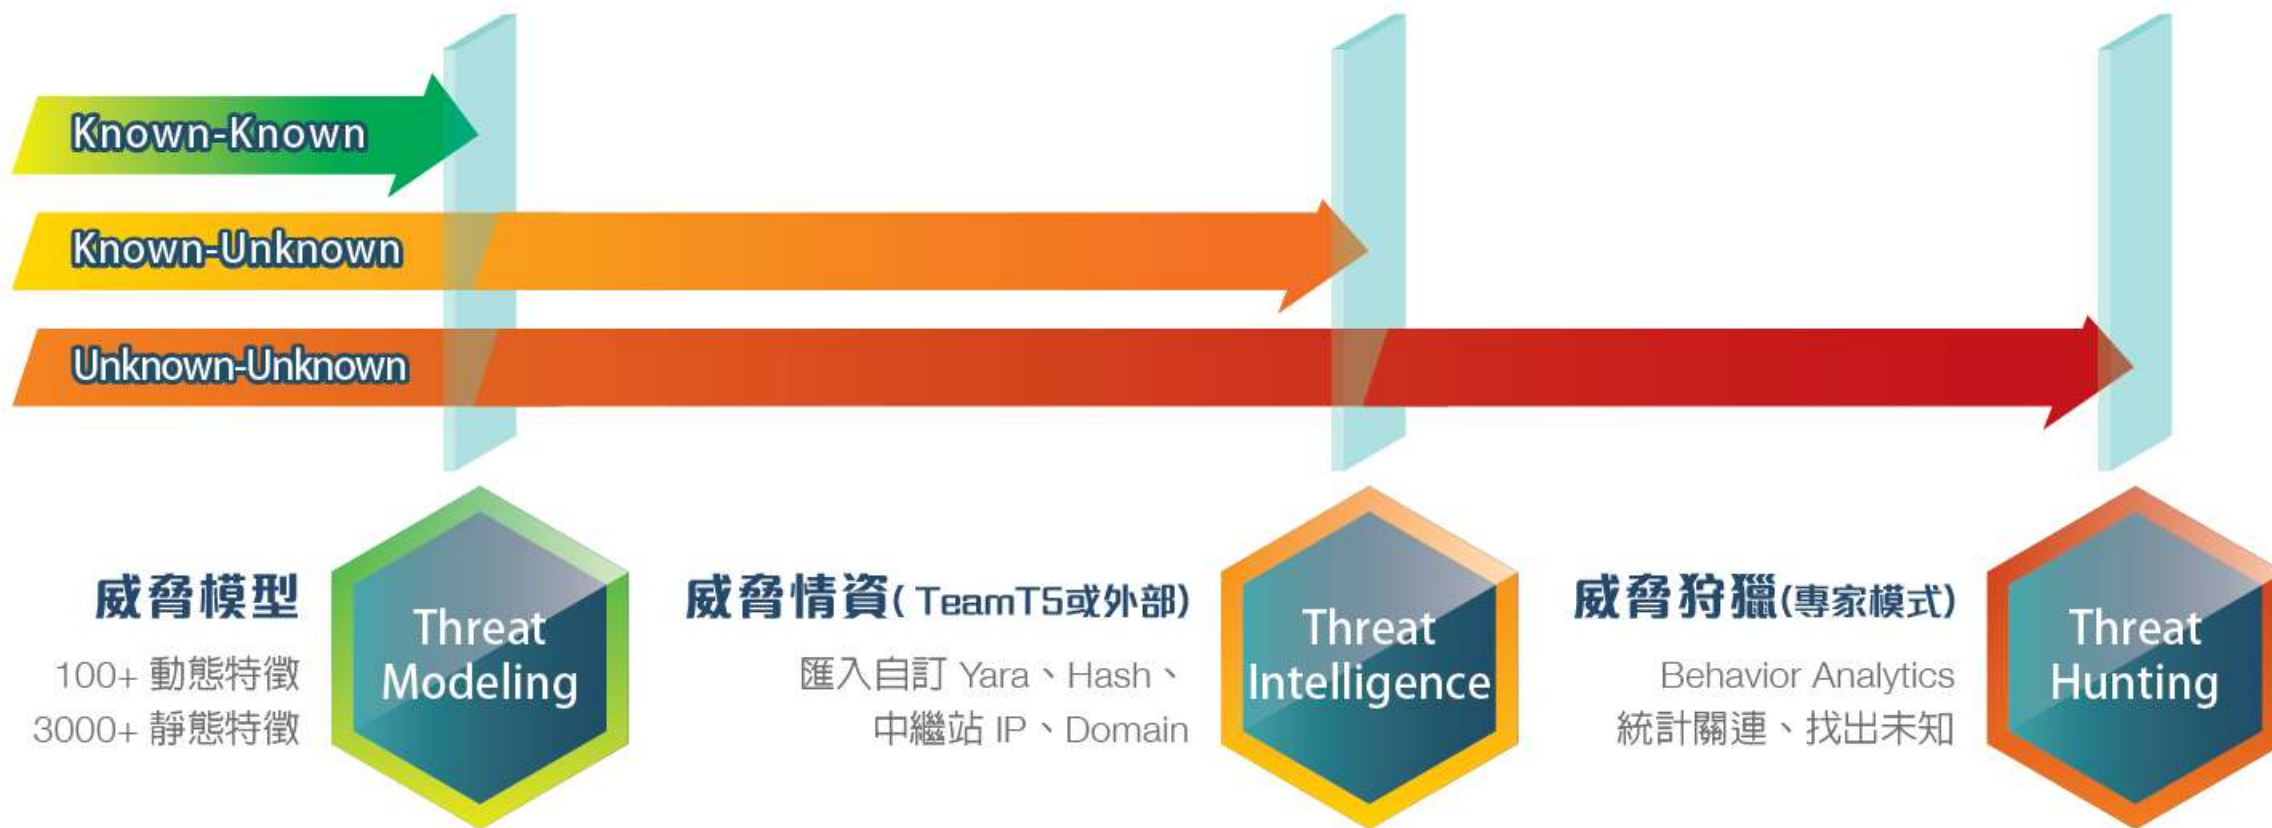 Known-Known
Known-Unknown
Unknown-Unknown
威脅模型
100+ 動態特徵
3000+ 靜態特徵
Threat
Modeling
威脅情資( TeamT5或外部)
匯入自訂 Yara、Hash、
中繼站 IP、Domain
Threat
Intelligence
威脅狩獵(專家模式)
Behavior Analytics
統計關連、找出未知
Threat
Hunting